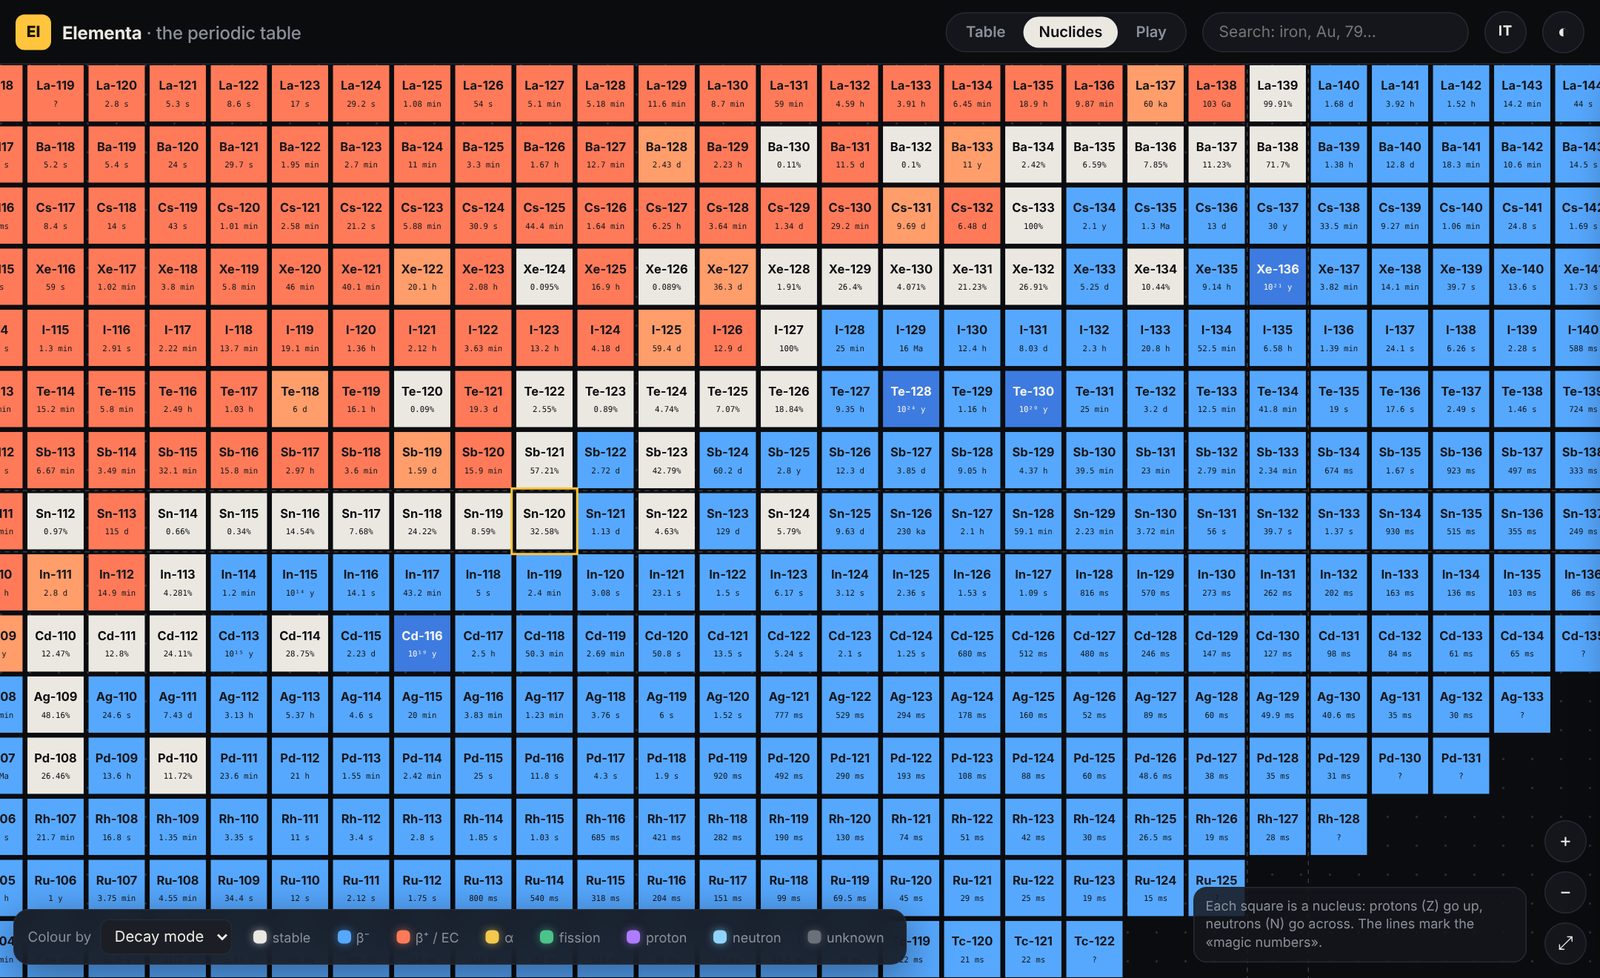 El Elementa · the periodic table Table Nuclides Play Search: iron, Au, 79... IT
18 La-119 La-120 La-121 La-122 La-123 La-124 La-125 La-126 La-127 La-128 La-129 La-130 La-131 La-132 La-133 La-134 La-135 La-136 La-137 La-138 La-139 La-140 La-141 La-142 La-143 La-144
? 2.8 s 5.3 s 8.6 s 17 s 29.2 s 1.08 min 54 s 5.1 min 5.18 min 11.6 min 8.7 min 59 min 4.59 h 3.91 h 6.45 min 18.9 h 9.87 min 60 ka 103 Ga 99.91% 1.68 d 3.92 h 1.52 h 14.2 min 44 s
17 Ba-118 Ba-119 Ba-120 Ba-121 Ba-122 Ba-123 Ba-124 Ba-125 Ba-126 Ba-127 Ba-128 Ba-129 Ba-130 Ba-131 Ba-132 Ba-133 Ba-134 Ba-135 Ba-136 Ba-137 Ba-138 Ba-139 Ba-140 Ba-141 Ba-142 Ba-143
s 5.2 s 5.4 s 24 s 29.7 s 1.95 min 2.7 min 11 min 3.3 min 1.67 h 12.7 min 2.43 d 2.23 h 0.11% 11.5 d 0.1% 11 y 2.42% 6.59% 7.85% 11.23% 71.7% 1.38 h 12.8 d 18.3 min 10.6 min 14.5 s
16 Cs-117 Cs-118 Cs-119 Cs-120 Cs-121 Cs-122 Cs-123 Cs-124 Cs-125 Cs-126 Cs-127 Cs-128 Cs-129 Cs-130 Cs-131 Cs-132 Cs-133 Cs-134 Cs-135 Cs-136 Cs-137 Cs-138 Cs-139 Cs-140 Cs-141 Cs-142
ms 8.4 s 14 s 43 s 1.01 min 2.58 min 21.2 s 5.88 min 30.9 s 44.4 min 1.64 min 6.25 h 3.64 min 1.34 d 29.2 min 9.69 d 6.48 d 100% 2.1 y 1.3 Ma 13 d 30 y 33.5 min 9.27 min 1.06 min 24.8 s 1.69 s
15 Xe-116 Xe-117 Xe-118 Xe-119 Xe-120 Xe-121 Xe-122 Xe-123 Xe-124 Xe-125 Xe-126 Xe-127 Xe-128 Xe-129 Xe-130 Xe-131 Xe-132 Xe-133 Xe-134 Xe-135 Xe-136 Xe-137 Xe-138 Xe-139 Xe-140 Xe-141
s 59 s 1.02 min 3.8 min 5.8 min 46 min 40.1 min 20.1 h 2.08 h 0.095% 16.9 h 0.089% 36.3 d 1.91% 26.4% 4.071% 21.23% 26.91% 5.25 d 10.44% 9.14 h 10²¹ y 3.82 min 14.1 min 39.7 s 13.6 s 1.73 s
4 I-115 I-116 I-117 I-118 I-119 I-120 I-121 I-122 I-123 I-124 I-125 I-126 I-127 I-128 I-129 I-130 I-131 I-132 I-133 I-134 I-135 I-136 I-137 I-138 I-139 I-140
s 1.3 min 2.91 s 2.22 min 13.7 min 19.1 min 1.36 h 2.12 h 3.63 min 13.2 h 4.18 d 59.4 d 12.9 d 100% 25 min 16 Ma 12.4 h 8.03 d 2.3 h 20.8 h 52.5 min 6.58 h 1.39 min 24.1 s 6.26 s 2.28 s 588 ms
13 Te-114 Te-115 Te-116 Te-117 Te-118 Te-119 Te-120 Te-121 Te-122 Te-123 Te-124 Te-125 Te-126 Te-127 Te-128 Te-129 Te-130 Te-131 Te-132 Te-133 Te-134 Te-135 Te-136 Te-137 Te-138 Te-139
min 15.2 min 5.8 min 2.49 h 1.03 h 6 d 16.1 h 0.09% 19.3 d 2.55% 0.89% 4.74% 7.07% 18.84% 9.35 h 10²⁴ y 1.16 h 10²⁰ y 25 min 3.2 d 12.5 min 41.8 min 19 s 17.6 s 2.49 s 1.46 s 724 ms
12 Sb-113 Sb-114 Sb-115 Sb-116 Sb-117 Sb-118 Sb-119 Sb-120 Sb-121 Sb-122 Sb-123 Sb-124 Sb-125 Sb-126 Sb-127 Sb-128 Sb-129 Sb-130 Sb-131 Sb-132 Sb-133 Sb-134 Sb-135 Sb-136 Sb-137 Sb-138
s 6.67 min 3.49 min 32.1 min 15.8 min 2.97 h 3.6 min 1.59 d 15.9 min 57.21% 2.72 d 42.79% 60.2 d 2.8 y 12.3 d 3.85 d 9.05 h 4.37 h 39.5 min 23 min 2.79 min 2.34 min 674 ms 1.67 s 923 ms 497 ms 333 ms
111 Sn-112 Sn-113 Sn-114 Sn-115 Sn-116 Sn-117 Sn-118 Sn-119 Sn-120 Sn-121 Sn-122 Sn-123 Sn-124 Sn-125 Sn-126 Sn-127 Sn-128 Sn-129 Sn-130 Sn-131 Sn-132 Sn-133 Sn-134 Sn-135 Sn-136 Sn-137
min 0.97% 115 d 0.66% 0.34% 14.54% 7.68% 24.22% 8.59% 32.58% 1.13 d 4.63% 129 d 5.79% 9.63 d 230 ka 2.1 h 59.1 min 2.23 min 3.72 min 56 s 39.7 s 1.37 s 930 ms 515 ms 355 ms 249 ms
10 In-111 In-112 In-113 In-114 In-115 In-116 In-117 In-118 In-119 In-120 In-121 In-122 In-123 In-124 In-125 In-126 In-127 In-128 In-129 In-130 In-131 In-132 In-133 In-134 In-135 In-136
h 2.8 d 14.9 min 4.281% 1.2 min 10¹⁴ y 14.1 s 43.2 min 5 s 2.4 min 3.08 s 23.1 s 1.5 s 6.17 s 3.12 s 2.36 s 1.53 s 1.09 s 816 ms 570 ms 273 ms 262 ms 202 ms 163 ms 136 ms 103 ms 86 ms
09 Cd-110 Cd-111 Cd-112 Cd-113 Cd-114 Cd-115 Cd-116 Cd-117 Cd-118 Cd-119 Cd-120 Cd-121 Cd-122 Cd-123 Cd-124 Cd-125 Cd-126 Cd-127 Cd-128 Cd-129 Cd-130 Cd-131 Cd-132 Cd-133 Cd-134 Cd-135
y 12.47% 12.8% 24.11% 10¹⁵ y 28.75% 2.23 d 10¹⁹ y 2.5 h 50.3 min 2.69 min 50.8 s 13.5 s 5.24 s 2.1 s 1.25 s 680 ms 512 ms 480 ms 246 ms 147 ms 127 ms 98 ms 84 ms 61 ms 65 ms ?
08 Ag-109 Ag-110 Ag-111 Ag-112 Ag-113 Ag-114 Ag-115 Ag-116 Ag-117 Ag-118 Ag-119 Ag-120 Ag-121 Ag-122 Ag-123 Ag-124 Ag-125 Ag-126 Ag-127 Ag-128 Ag-129 Ag-130 Ag-131 Ag-132 Ag-133
min 48.16% 24.6 s 7.43 d 3.13 h 5.37 h 4.6 s 20 min 3.83 min 1.23 min 3.76 s 6 s 1.52 s 777 ms 529 ms 294 ms 178 ms 160 ms 52 ms 89 ms 60 ms 49.9 ms 40.6 ms 35 ms 30 ms ?
07 Pd-108 Pd-109 Pd-110 Pd-111 Pd-112 Pd-113 Pd-114 Pd-115 Pd-116 Pd-117 Pd-118 Pd-119 Pd-120 Pd-121 Pd-122 Pd-123 Pd-124 Pd-125 Pd-126 Pd-127 Pd-128 Pd-129 Pd-130 Pd-131
Ma 26.46% 13.6 h 11.72% 23.6 min 21 h 1.55 min 2.42 min 25 s 11.8 s 4.3 s 1.9 s 920 ms 492 ms 290 ms 193 ms 108 ms 88 ms 60 ms 48.6 ms 38 ms 35 ms 31 ms ? ?
06 Rh-107 Rh-108 Rh-109 Rh-110 Rh-111 Rh-112 Rh-113 Rh-114 Rh-115 Rh-116 Rh-117 Rh-118 Rh-119 Rh-120 Rh-121 Rh-122 Rh-123 Rh-124 Rh-125 Rh-126 Rh-127 Rh-128
s 21.7 min 16.8 s 1.35 min 3.35 s 11 s 3.4 s 2.8 s 1.85 s 1.03 s 685 ms 421 ms 282 ms 190 ms 130 ms 74 ms 51 ms 42 ms 30 ms 26.5 ms 19 ms 28 ms ?
05 Ru-106 Ru-107 Ru-108 Ru-109 Ru-110 Ru-111 Ru-112 Ru-113 Ru-114 Ru-115 Ru-116 Ru-117 Ru-118 Ru-119 Ru-120 Ru-121 Ru-122 Ru-123 Ru-124 Ru-125
h 1 y 3.75 min 4.55 min 34.4 s 12 s 2.12 s 1.75 s 800 ms 540 ms 318 ms 204 ms 151 ms 99 ms 69.5 ms 45 ms 29 ms 25 ms 19 ms 15 ms
-119 Tc-120 Tc-121 Tc-122
ms 21 ms 22 ms ?
Colour by Decay mode stable β⁻ β⁺ / EC α fission proton neutron unknown
Each square is a nucleus: protons (Z) go up,
neutrons (N) go across. The lines mark the
«magic numbers».